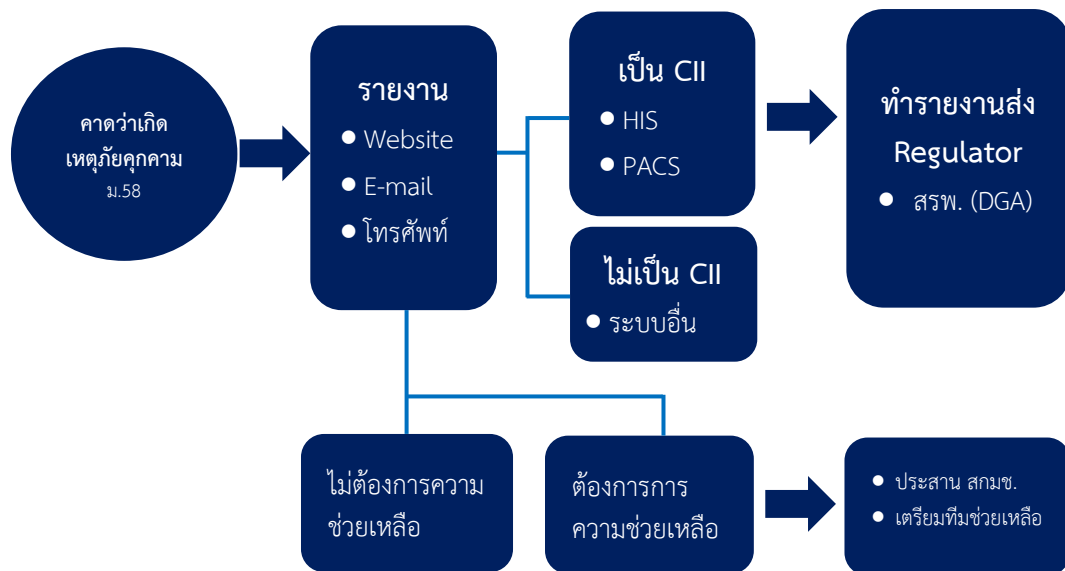 คาดว่าเกิด
เหตุภัยคุกคาม
ม.58
รายงาน
● Website
● E-mail
● โทรศัพท์
เป็น CII
● HIS
● PACS
ไม่เป็น CII
● ระบบอื่น
ทำรายงานส่ง
Regulator
● สรพ. (DGA)
ไม่ต้องการความ
ช่วยเหลือ
ต้องการการ
ความช่วยเหลือ
● ประสาน สกมช.
● เตรียมทีมช่วยเหลือ